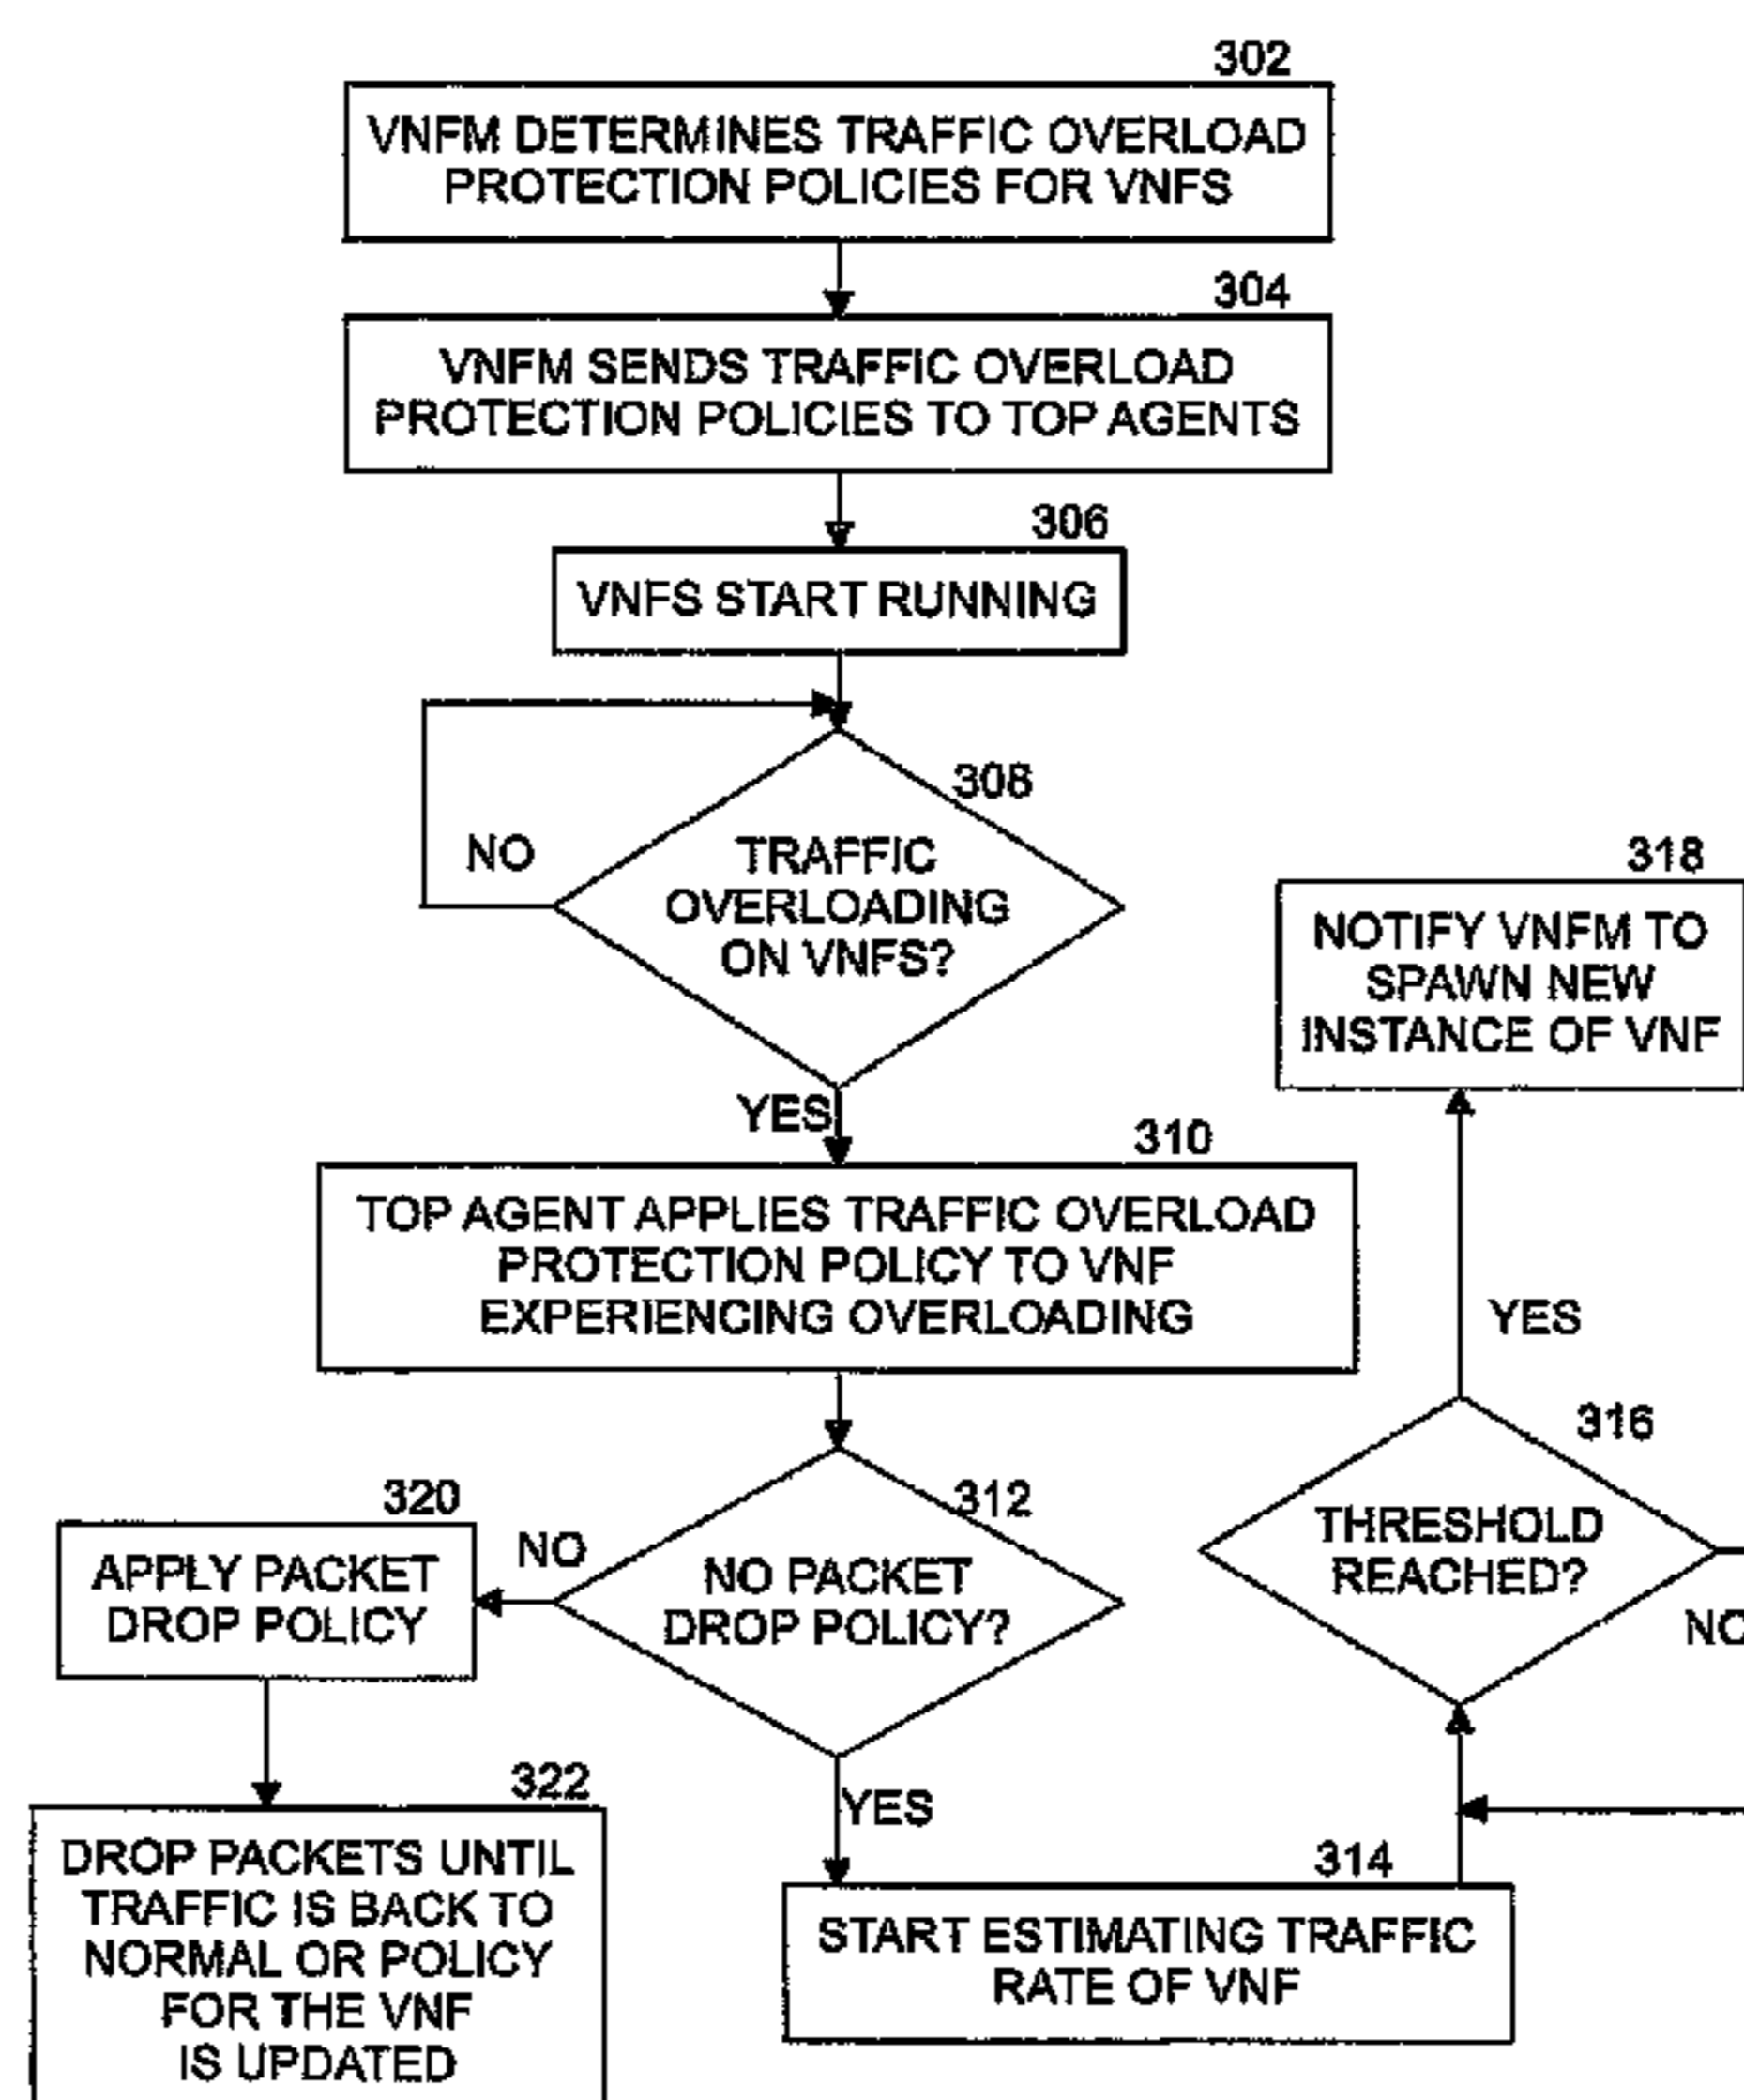 302
VNFM DETERMINES TRAFFIC OVERLOAD
PROTECTION POLICIES FOR VNFS
304
VNFM SENDS TRAFFIC OVERLOAD
PROTECTION POLICIES TO TOP AGENTS
306
VNFS START RUNNING
308
NO
TRAFFIC
OVERLOADING
ON VNFS?
YES
310
TOP AGENT APPLIES TRAFFIC OVERLOAD
PROTECTION POLICY TO VNF
EXPERIENCING OVERLOADING
312
NO PACKET
DROP POLICY?
NO
320
APPLY PACKET
DROP POLICY
322
DROP PACKETS UNTIL
TRAFFIC IS BACK TO
NORMAL OR POLICY
FOR THE VNF
IS UPDATED
YES
314
START ESTIMATING TRAFFIC
RATE OF VNF
316
THRESHOLD
REACHED?
NO
YES
318
NOTIFY VNFM TO
SPAWN NEW
INSTANCE OF VNF